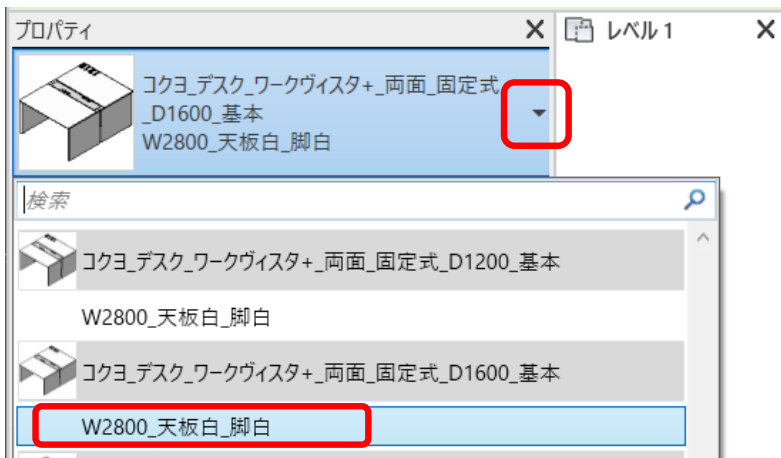 プロパティ
レベル 1
コクヨ_デスク_ワークヴィスタ+_両面_固定式
_D1600_基本
W2800_天板白_脚白
検索
コクヨ_デスク_ワークヴィスタ+_両面_固定式_D1200_基本
W2800_天板白_脚白
コクヨ_デスク_ワークヴィスタ+_両面_固定式_D1600_基本
W2800_天板白_脚白